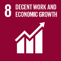 8 DECENT WORK AND
ECONOMIC GROWTH